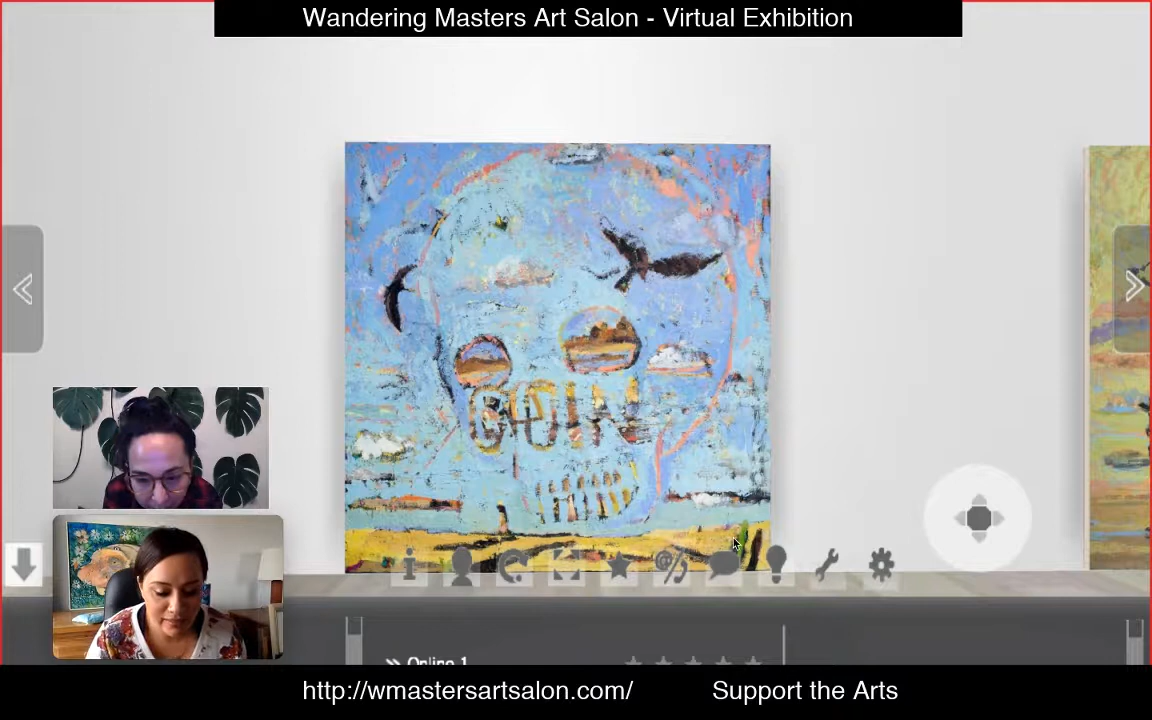 Wandering Masters Art Salon - Virtual Exhibition
GOIN
Online 1
http://wmastersartsalon.com/ Support the Arts